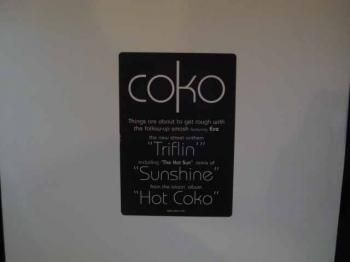 coko
Things are about to get rough with
the follow-up smash featuring Eve
the new street anthem
"Triflin'"
including "The Hot Sun" remix of
"Sunshine"
from the smash album
"Hot Coko"